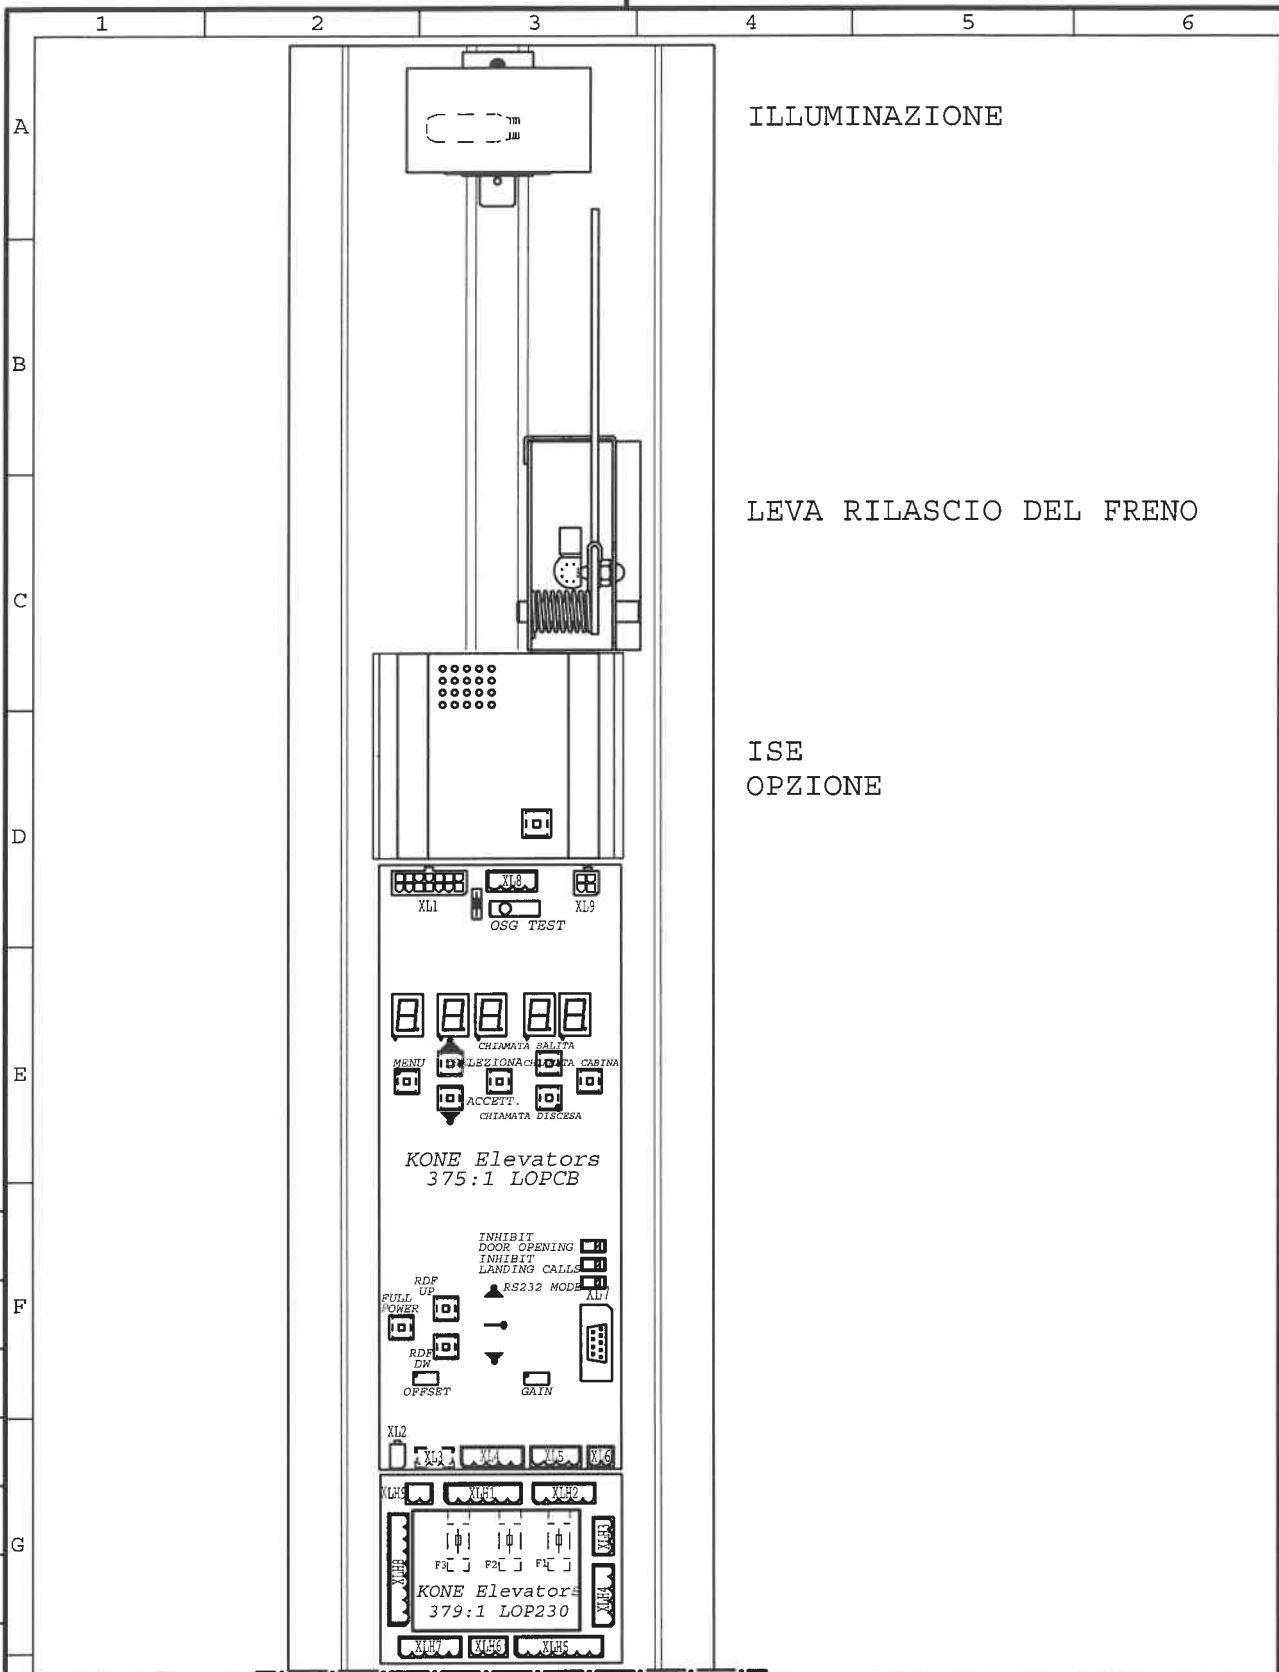 1 2 3 4 5 6
A
ILLUMINAZIONE
B
LEVA RILASCIO DEL FRENO
C
ISE
OPZIONE
D
XL1
XL8
XL9
OSG TEST
CHIAMATA SALITA
MENU
CABINA
E
ACCETT.
CHIAMATA DISCESA
KONE Elevators
375:1 LOPCB
INHIBIT
DOOR OPENING
INHIBIT
LANDING CALLS
RS232 MODE
XL7
RDF
UP
FULL
POWER
F
RDF
DW
OFFSET
GAIN
XL2
XL3 XL4 XL5 XL6
XLH9 XLH1 XLH2
G
XLH8
XLH3
F3 F2 F1
XLH4
KONE Elevators
379:1 LOP230
XLH7 XLH6 XLH5